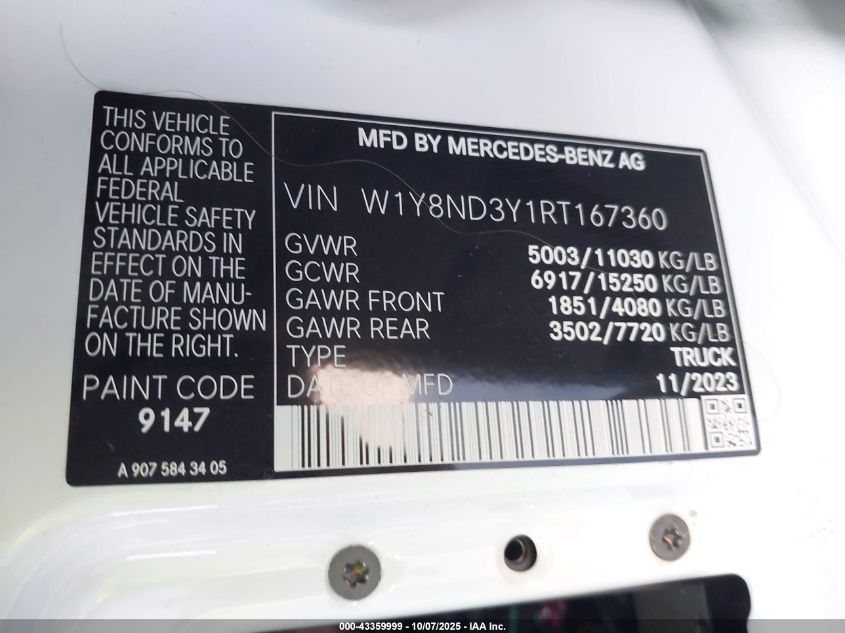 THIS VEHICLE
CONFORMS TO
ALL APPLICABLE
FEDERAL
VEHICLE SAFETY
STANDARDS IN
EFFECT ON THE
DATE OF MANU-
FACTURE SHOWN
ON THE RIGHT.
PAINT CODE
9147
A 907 584 34 05
MFD BY MERCEDES-BENZ AG
VIN W1Y8ND3Y1RT167360
GVWR 5003/11030 KG/LB
GCWR 6917/15250 KG/LB
GAWR FRONT 1851/4080 KG/LB
GAWR REAR 3502/7720 KG/LB
TYPE TRUCK
DATE OF MFD 11/2023
000-43359999 - 10/07/2025 - IAA Inc.